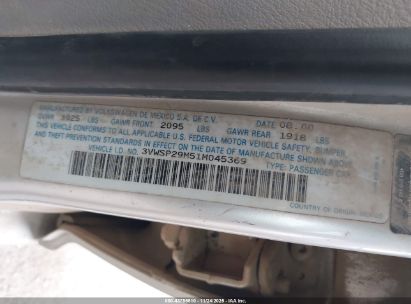 MANUFACTURED BY VOLKSWAGEN DE MEXICO S.A. DE C.V. DATE 08.00
GVWR 3925 LBS GAWR FRONT 2095 LBS GAWR REAR 1918 LBS
THIS VEHICLE CONFORMS TO ALL APPLICABLE U.S. FEDERAL MOTOR VEHICLE SAFETY, BUMPER,
AND THEFT PREVENTION STANDARDS IN EFFECT ON THE DATE OF MANUFACTURE SHOWN ABOVE.
VEHICLE I.D. NO. 3VWSP29M51M045369 TYPE: PASSENGER CAR
COUNTRY OF ORIGIN: MEXICO